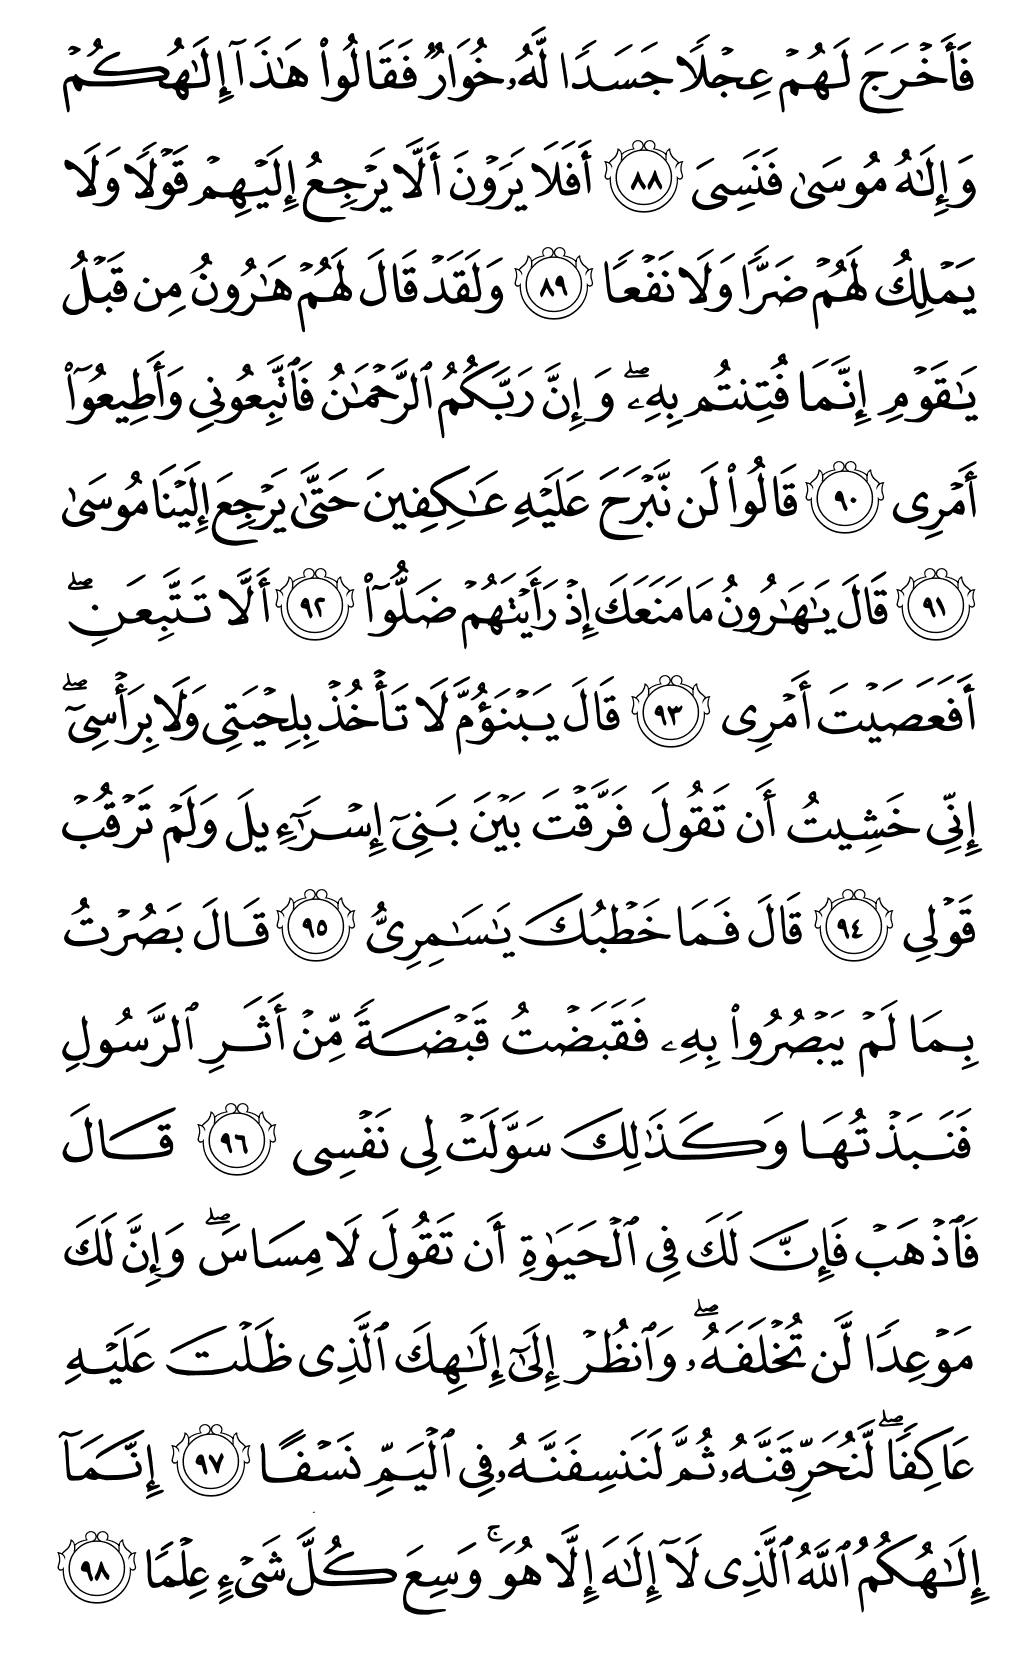 فَأَخۡرَجَ لَهُمۡ عِجۡلًا جَسَدًا لَّهُۥ خُوَارٌ فَقَالُواْ هَٰذَآ إِلَٰهُكُمۡ
وَإِلَٰهُ مُوسَىٰ فَنَسِىَ ٨٨ أَفَلَا يَرَوۡنَ أَلَّا يَرۡجِعُ إِلَيۡهِمۡ قَوۡلًا وَلَا
يَمۡلِكُ لَهُمۡ ضَرًّا وَلَا نَفۡعًا ٨٩ وَلَقَدۡ قَالَ لَهُمۡ هَٰرُونُ مِن قَبۡلُ
يَٰقَوۡمِ إِنَّمَا فُتِنتُم بِهِۦۖ وَإِنَّ رَبَّكُمُ ٱلرَّحۡمَٰنُ فَٱتَّبِعُونِي وَأَطِيعُوٓاْ
أَمۡرِى ٩٠ قَالُواْ لَن نَّبۡرَحَ عَلَيۡهِ عَٰكِفِينَ حَتَّىٰ يَرۡجِعَ إِلَيۡنَا مُوسَىٰ
٩١ قَالَ يَٰهَٰرُونُ مَا مَنَعَكَ إِذۡ رَأَيۡتَهُمۡ ضَلُّوٓاْ ٩٢ أَلَّا تَتَّبِعَنِۖ
أَفَعَصَيۡتَ أَمۡرِى ٩٣ قَالَ يَبۡنَؤُمَّ لَا تَأۡخُذۡ بِلِحۡيَتِى وَلَا بِرَأۡسِىٓۖ
إِنِّى خَشِيتُ أَن تَقُولَ فَرَّقۡتَ بَيۡنَ بَنِىٓ إِسۡرَٰٓءِيلَ وَلَمۡ تَرۡقُبۡ
قَوۡلِى ٩٤ قَالَ فَمَا خَطۡبُكَ يَٰسَٰمِرِىُّ ٩٥ قَالَ بَصُرۡتُ
بِمَا لَمۡ يَبۡصُرُواْ بِهِۦ فَقَبَضۡتُ قَبۡضَةً مِّنۡ أَثَرِ ٱلرَّسُولِ
فَنَبَذۡتُهَا وَكَذَٰلِكَ سَوَّلَتۡ لِى نَفۡسِى ٩٦ قَالَ
فَٱذۡهَبۡ فَإِنَّ لَكَ فِى ٱلۡحَيَوٰةِ أَن تَقُولَ لَا مِسَاسَۖ وَإِنَّ لَكَ
مَوۡعِدًا لَّن تُخۡلَفَهُۥۖ وَٱنظُرۡ إِلَىٰٓ إِلَٰهِكَ ٱلَّذِى ظَلۡتَ عَلَيۡهِ
عَاكِفًاۖ لَّنُحَرِّقَنَّهُۥ ثُمَّ لَنَنسِفَنَّهُۥ فِى ٱلۡيَمِّ نَسۡفًا ٩٧ إِنَّمَآ
إِلَٰهُكُمُ ٱللَّهُ ٱلَّذِى لَآ إِلَٰهَ إِلَّا هُوَۚ وَسِعَ كُلَّ شَىۡءٍ عِلۡمًا ٩٨